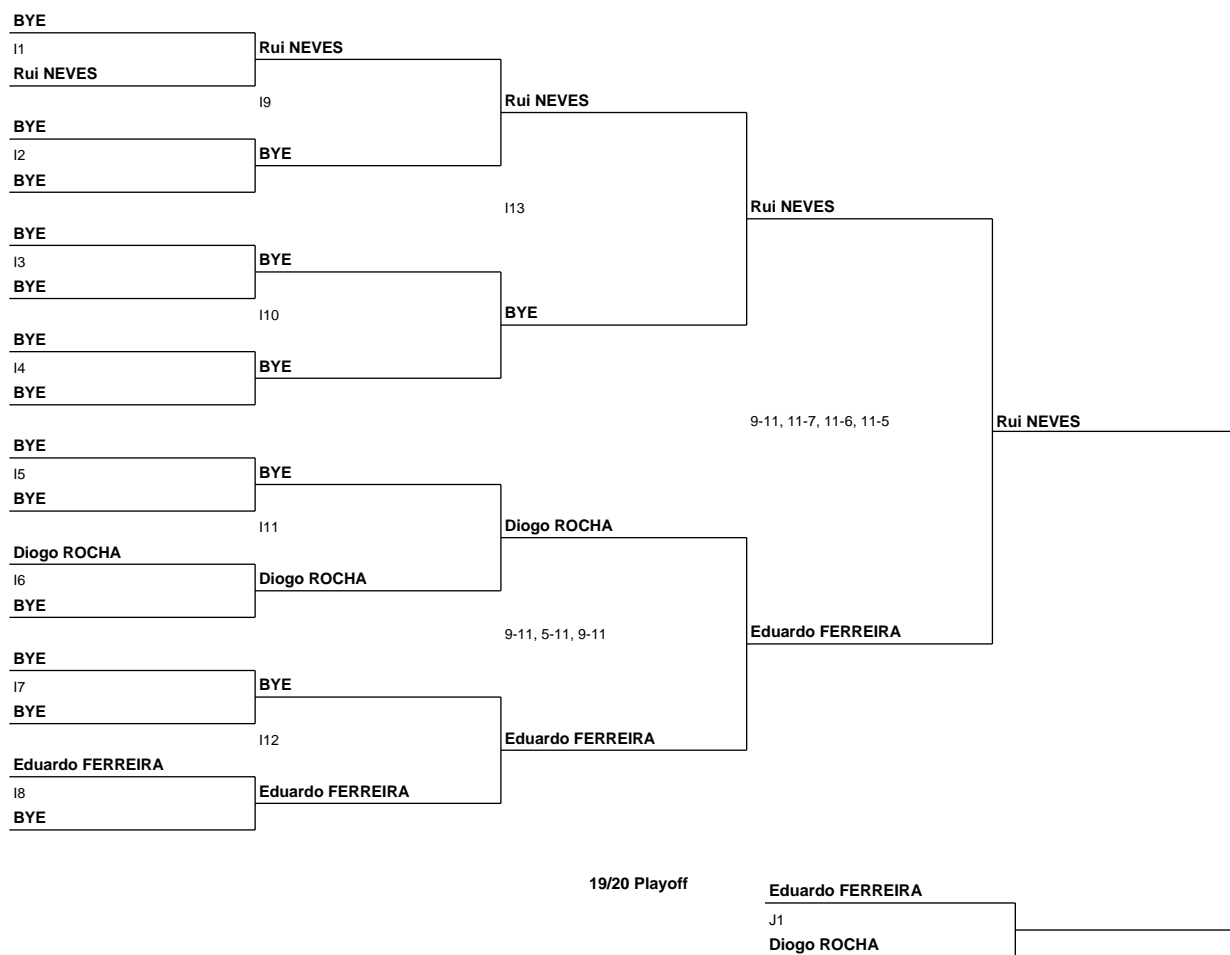 BYE
I1
Rui NEVES
Rui NEVES
I9
BYE
I2
BYE
BYE
Rui NEVES
I13
BYE
I3
BYE
BYE
I10
BYE
I4
BYE
BYE
BYE
Rui NEVES
9-11, 11-7, 11-6, 11-5
Rui NEVES
BYE
I5
BYE
BYE
I11
Diogo ROCHA
I6
BYE
Diogo ROCHA
Diogo ROCHA
9-11, 5-11, 9-11
Eduardo FERREIRA
BYE
I7
BYE
BYE
I12
Eduardo FERREIRA
I8
BYE
Eduardo FERREIRA
Eduardo FERREIRA
19/20 Playoff
Eduardo FERREIRA
J1
Diogo ROCHA